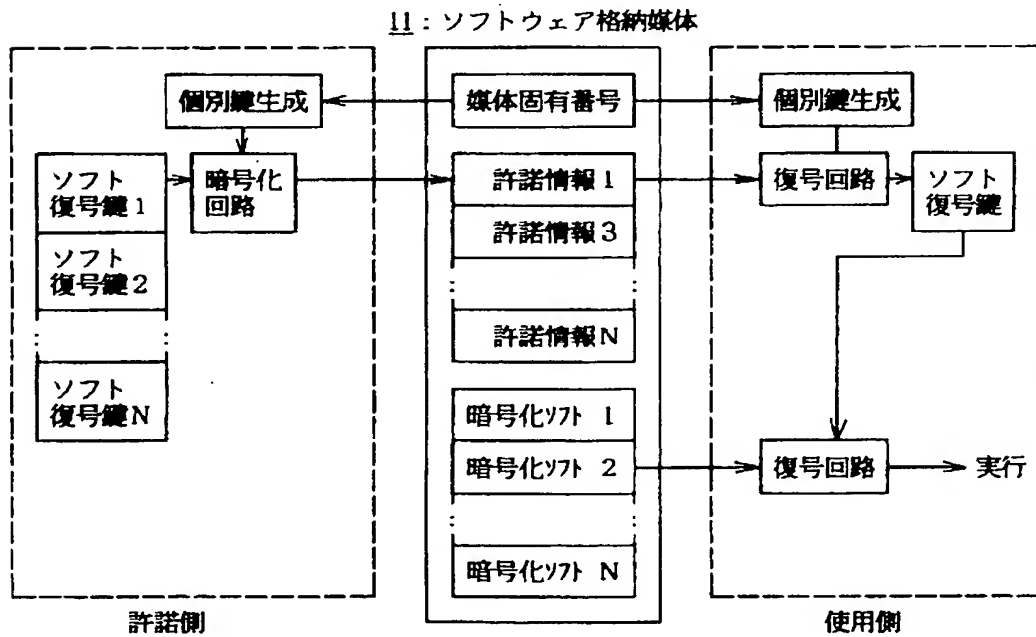 11：ソフトウェア格納媒体
個別鍵生成
ソフト
復号鍵1
ソフト
復号鍵2
ソフト
復号鍵N
暗号化
回路
許諾側
媒体固有番号
許諾情報1
許諾情報3
許諾情報N
暗号化ソフト 1
暗号化ソフト 2
暗号化ソフト N
個別鍵生成
復号回路
ソフト
復号鍵
復号回路
実行
使用側